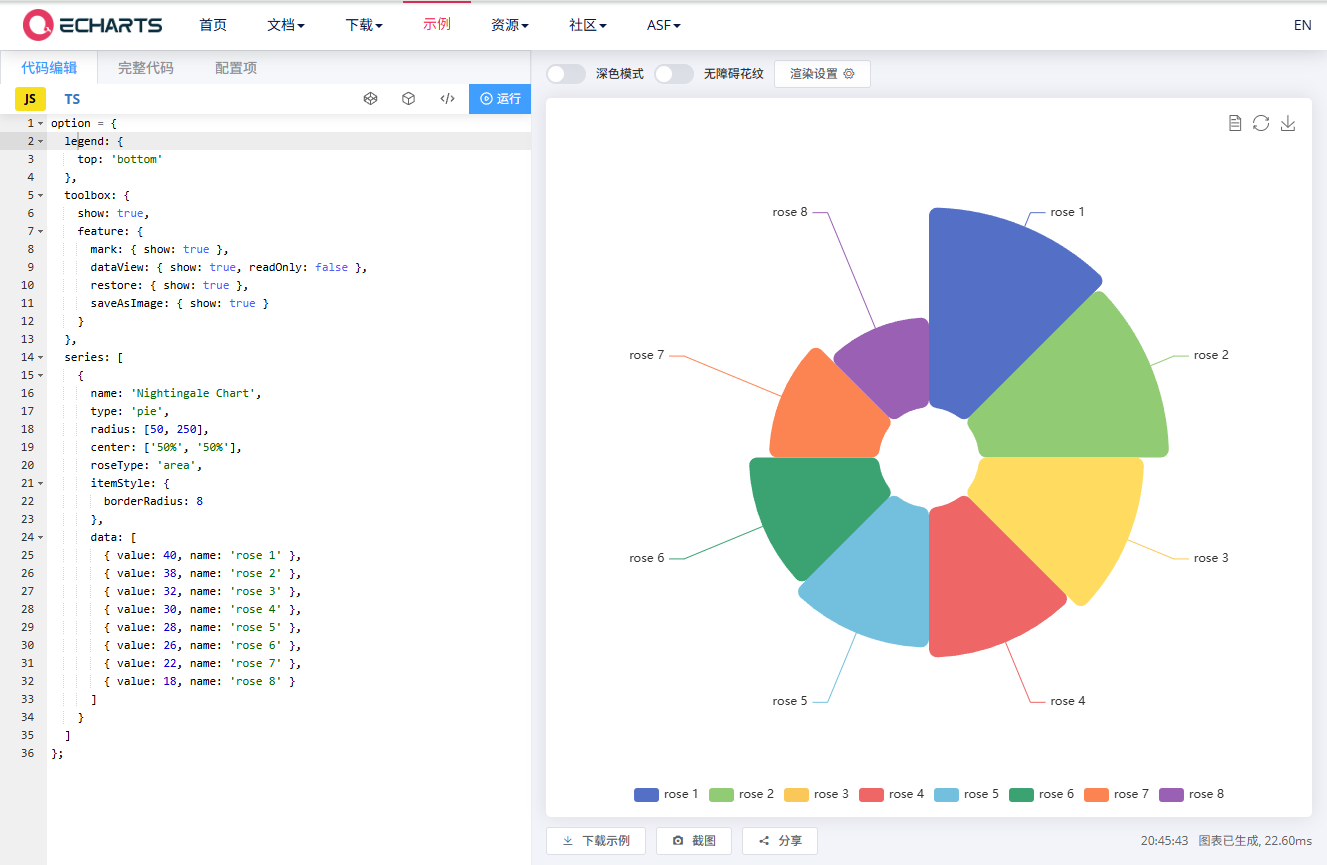 ECHARTS 首页 文档 下载 示例 资源 社区 ASF EN
代码编辑 完整代码 配置项
JS TS </> 运行
1 option = {
2 legend: {
3 top: 'bottom'
4 },
5 toolbox: {
6 show: true,
7 feature: {
8 mark: { show: true },
9 dataView: { show: true, readOnly: false },
10 restore: { show: true },
11 saveAsImage: { show: true }
12 }
13 },
14 series: [
15 {
16 name: 'Nightingale Chart',
17 type: 'pie',
18 radius: [50, 250],
19 center: ['50%', '50%'],
20 roseType: 'area',
21 itemStyle: {
22 borderRadius: 8
23 },
24 data: [
25 { value: 40, name: 'rose 1' },
26 { value: 38, name: 'rose 2' },
27 { value: 32, name: 'rose 3' },
28 { value: 30, name: 'rose 4' },
29 { value: 28, name: 'rose 5' },
30 { value: 26, name: 'rose 6' },
31 { value: 22, name: 'rose 7' },
32 { value: 18, name: 'rose 8' }
33 ]
34 }
35 ]
36 };
深色模式 无障碍花纹 渲染设置
rose 8 rose 1
rose 7 rose 2
rose 6 rose 3
rose 5 rose 4
rose 1 rose 2 rose 3 rose 4 rose 5 rose 6 rose 7 rose 8
下载示例 截图 分享 20:45:43 图表已生成, 22.60ms